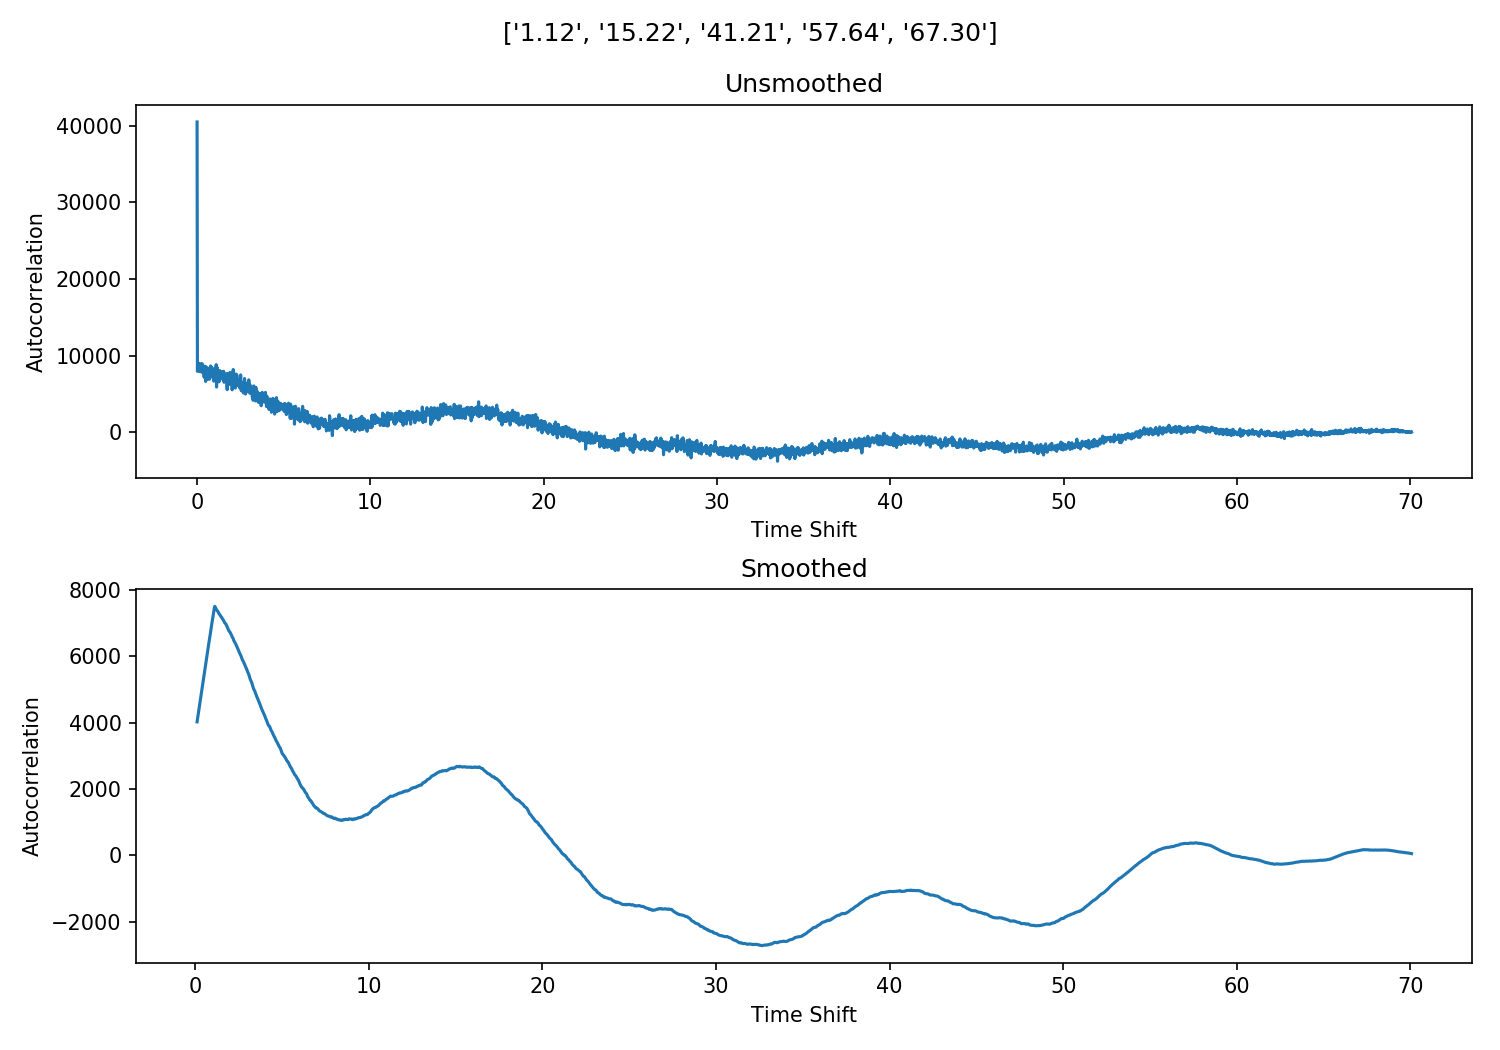 ['1.12', '15.22', '41.21', '57.64', '67.30']
Unsmoothed
40000
30000
20000
10000
0
Autocorrelation
0 10 20 30 40 50 60 70
Time Shift
Smoothed
8000
6000
4000
2000
0
−2000
Autocorrelation
0 10 20 30 40 50 60 70
Time Shift